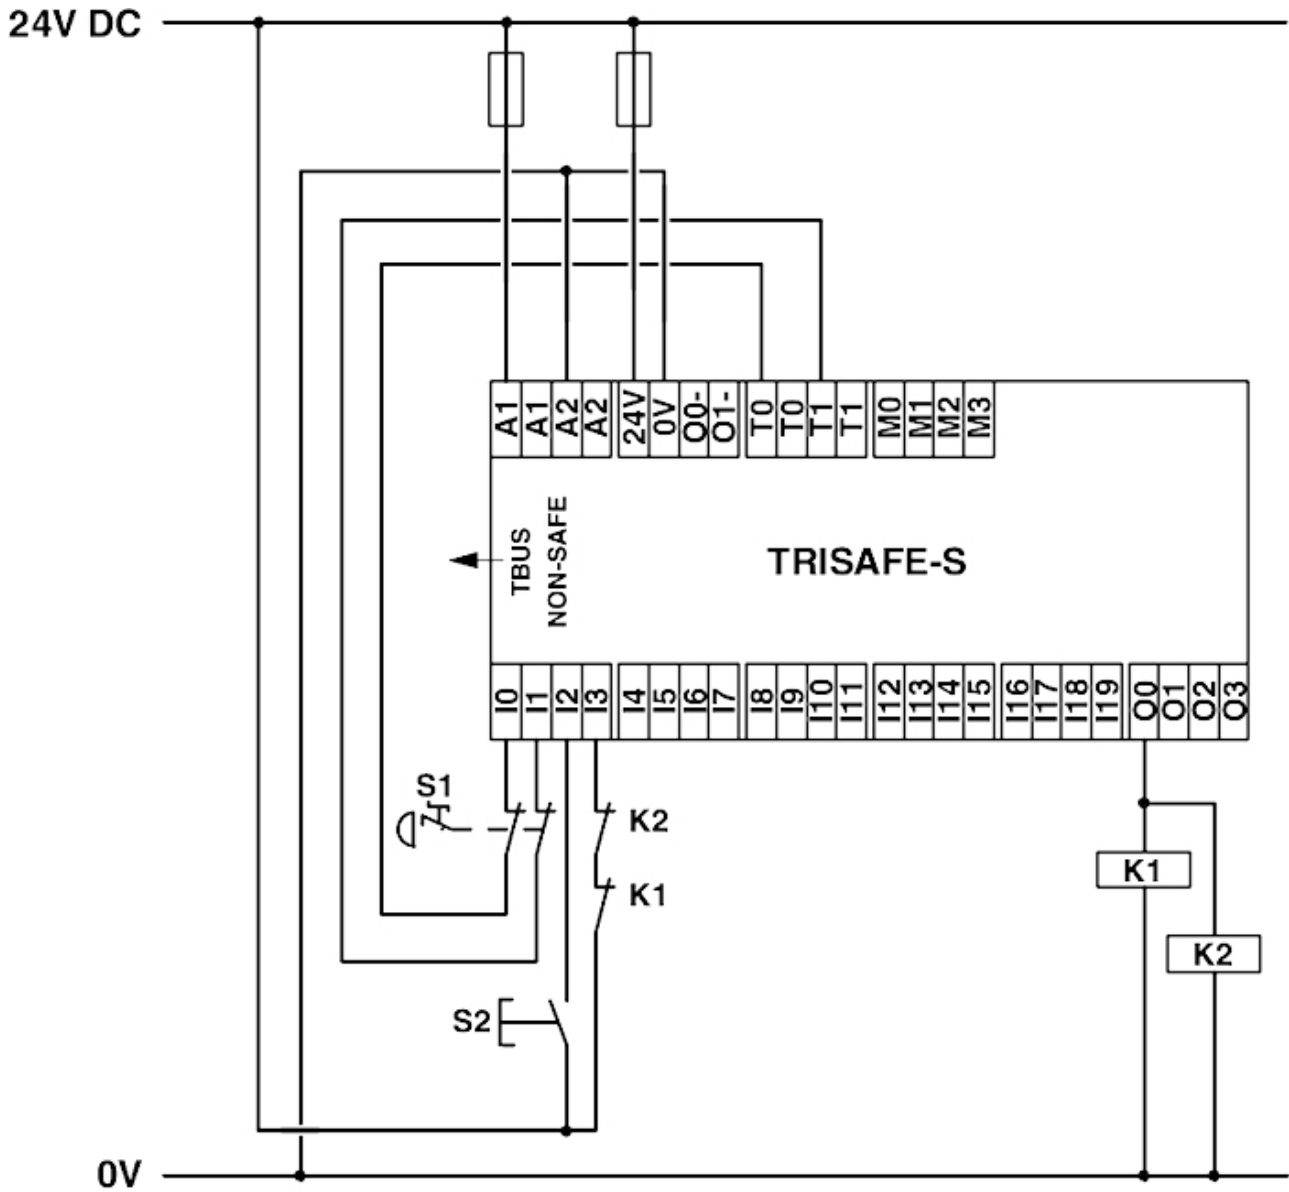 24V DC
A1 A1 A2 A2 24V 0V O0- O1- T0 T0 T1 T1 M0 M1 M2 M3
TBUS
NON-SAFE
TRISAFE-S
I0 I1 I2 I3 I4 I5 I6 I7 I8 I9 I10 I11 I12 I13 I14 I15 I16 I17 I18 I19 O0 O1 O2 O3
S1
K2
K1
K1
K2
S2
0V